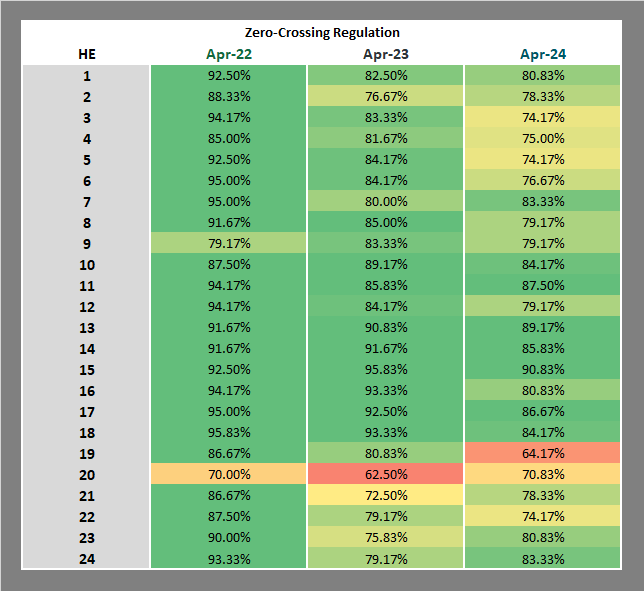 Zero-Crossing Regulation
HE Apr-22 Apr-23 Apr-24
1 92.50% 82.50% 80.83%
2 88.33% 76.67% 78.33%
3 94.17% 83.33% 74.17%
4 85.00% 81.67% 75.00%
5 92.50% 84.17% 74.17%
6 95.00% 84.17% 76.67%
7 95.00% 80.00% 83.33%
8 91.67% 85.00% 79.17%
9 79.17% 83.33% 79.17%
10 87.50% 89.17% 84.17%
11 94.17% 85.83% 87.50%
12 94.17% 84.17% 79.17%
13 91.67% 90.83% 89.17%
14 91.67% 91.67% 85.83%
15 92.50% 95.83% 90.83%
16 94.17% 93.33% 80.83%
17 95.00% 92.50% 86.67%
18 95.83% 93.33% 84.17%
19 86.67% 80.83% 64.17%
20 70.00% 62.50% 70.83%
21 86.67% 72.50% 78.33%
22 87.50% 79.17% 74.17%
23 90.00% 75.83% 80.83%
24 93.33% 79.17% 83.33%